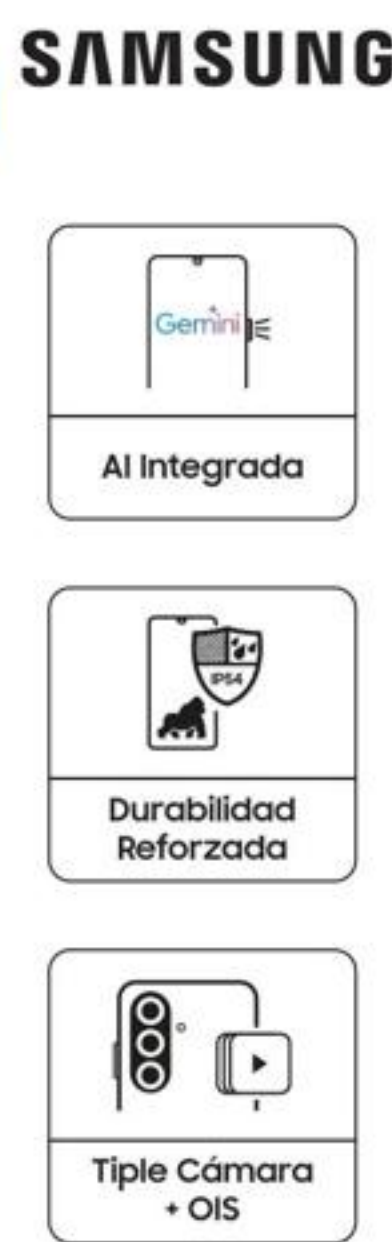 SAMSUNG
Gemini
AI Integrada
IP54
Durabilidad
Reforzada
Tiple Cámara
+ OIS